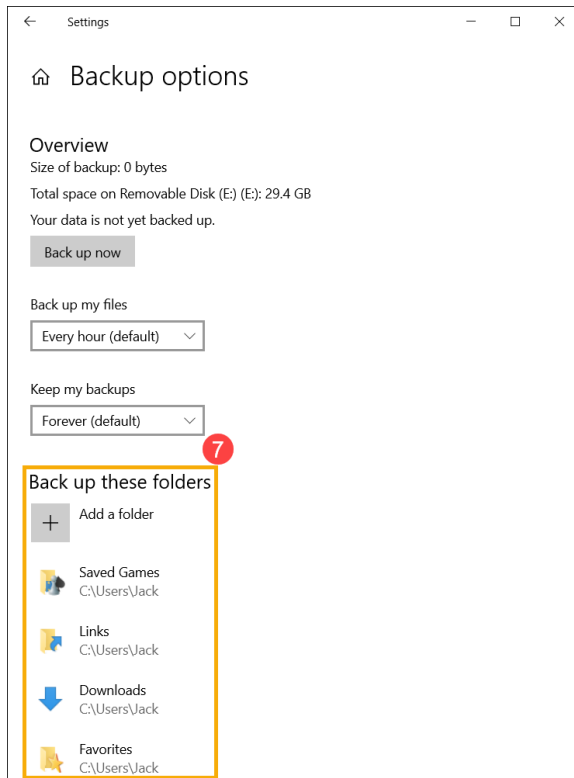 Settings
Backup options
Overview
Size of backup: 0 bytes
Total space on Removable Disk (E:) (E:): 29.4 GB
Your data is not yet backed up.
Back up now
Back up my files
Every hour (default)
Keep my backups
Forever (default)
7
Back up these folders
Add a folder
Saved Games
C:\Users\Jack
Links
C:\Users\Jack
Downloads
C:\Users\Jack
Favorites
C:\Users\Jack